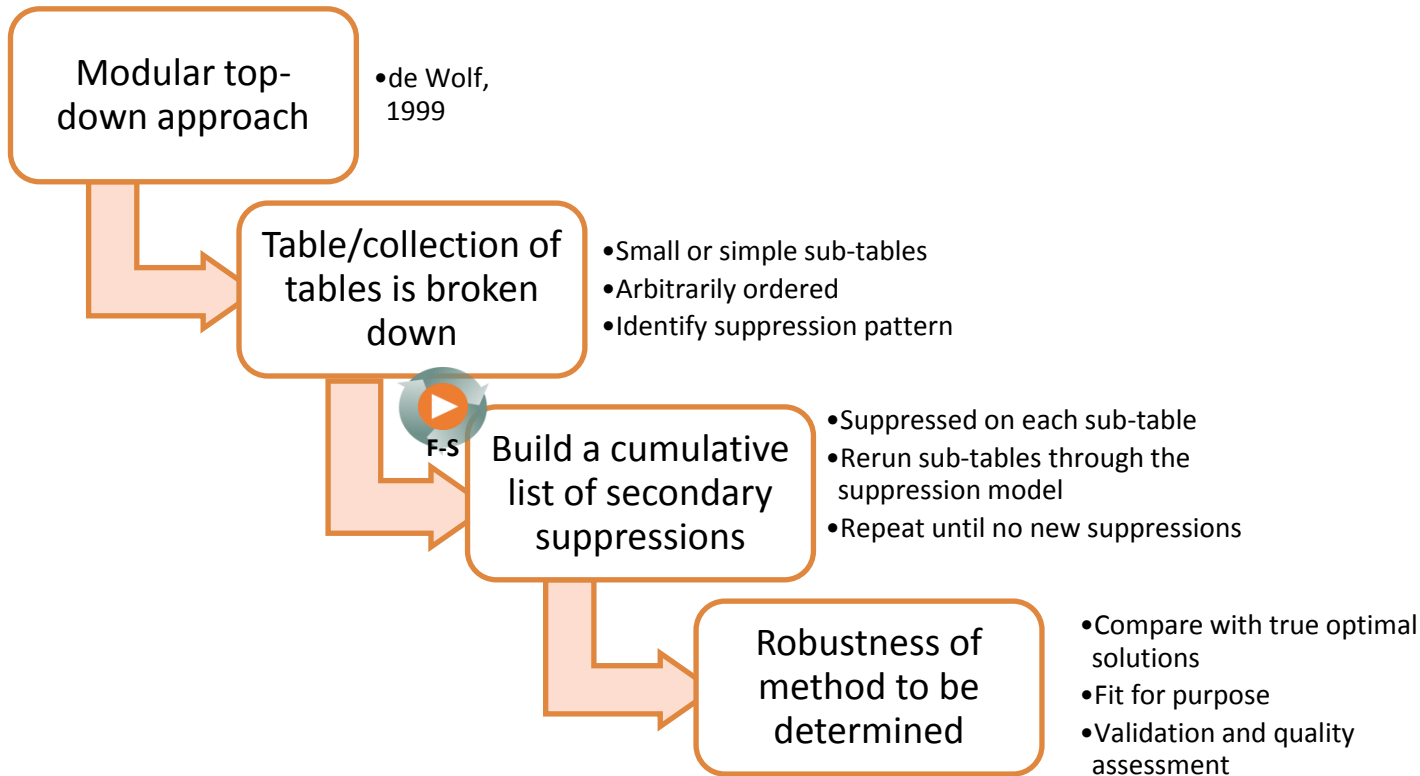 Modular top-
down approach
•de Wolf,
1999
Table/collection of
tables is broken
down
•Small or simple sub-tables
•Arbitrarily ordered
•Identify suppression pattern
F-S
Build a cumulative
list of secondary
suppressions
•Suppressed on each sub-table
•Rerun sub-tables through the
suppression model
•Repeat until no new suppressions
Robustness of
method to be
determined
•Compare with true optimal
solutions
•Fit for purpose
•Validation and quality
assessment